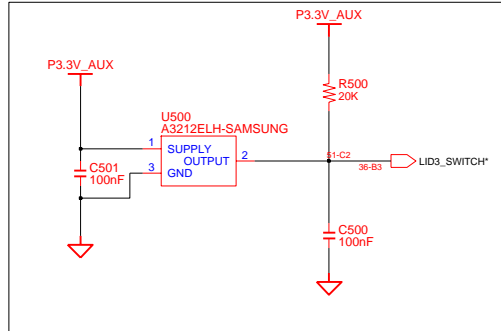 P3.3V_AUX
P3.3V_AUX
R500
20K
U500
A3212ELH-SAMSUNG
1
SUPPLY
OUTPUT
2
3
GND
C501
100nF
51-C2
36-B3
LID3_SWITCH*
C500
100nF